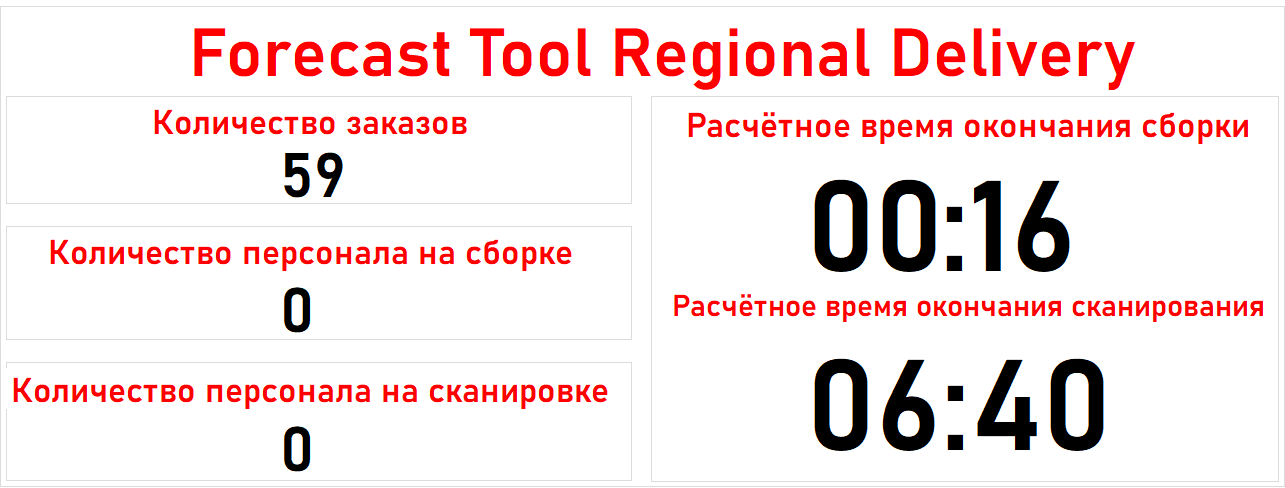 Forecast Tool Regional Delivery
Количество заказов
59
Количество персонала на сборке
0
Количество персонала на сканировке
0
Расчётное время окончания сборки
00:16
Расчётное время окончания сканирования
06:40